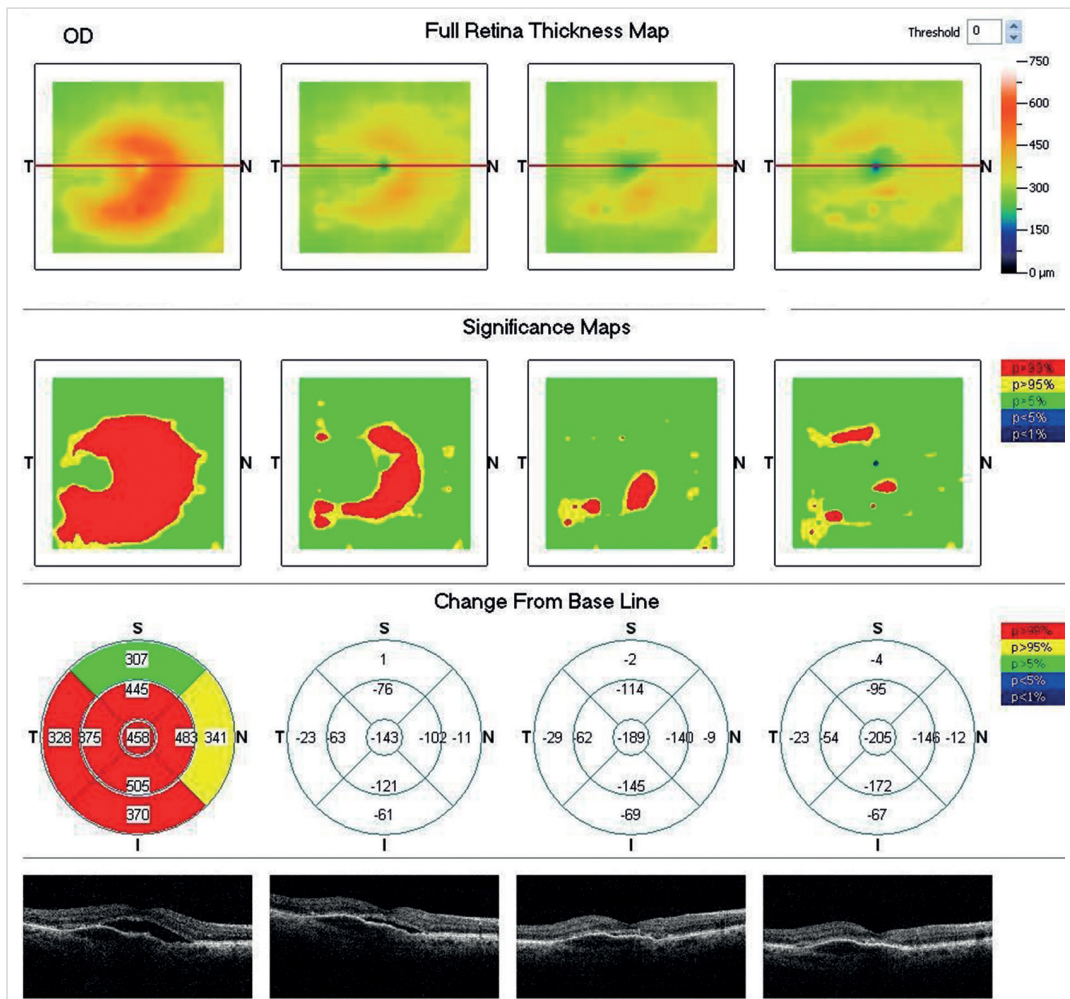 OD
Full Retina Thickness Map
Threshold 0
T N T N T N T N
750
600
450
300
150
0 µm
Significance Maps
T N T N T N T N
p>99%
p>95%
p>5%
p<5%
p<1%
Change From Base Line
S S S S
307 1 -2 -4
445 -76 -114 -95
T 328 375 458 483 341 N T -23 -63 -143 -102 -11 N T -29 -62 -189 -140 -9 N T -23 -54 -205 -146 -12 N
505 -121 -145 -172
370 -61 -69 -67
I I I I
p>99%
p>95%
p>5%
p<5%
p<1%